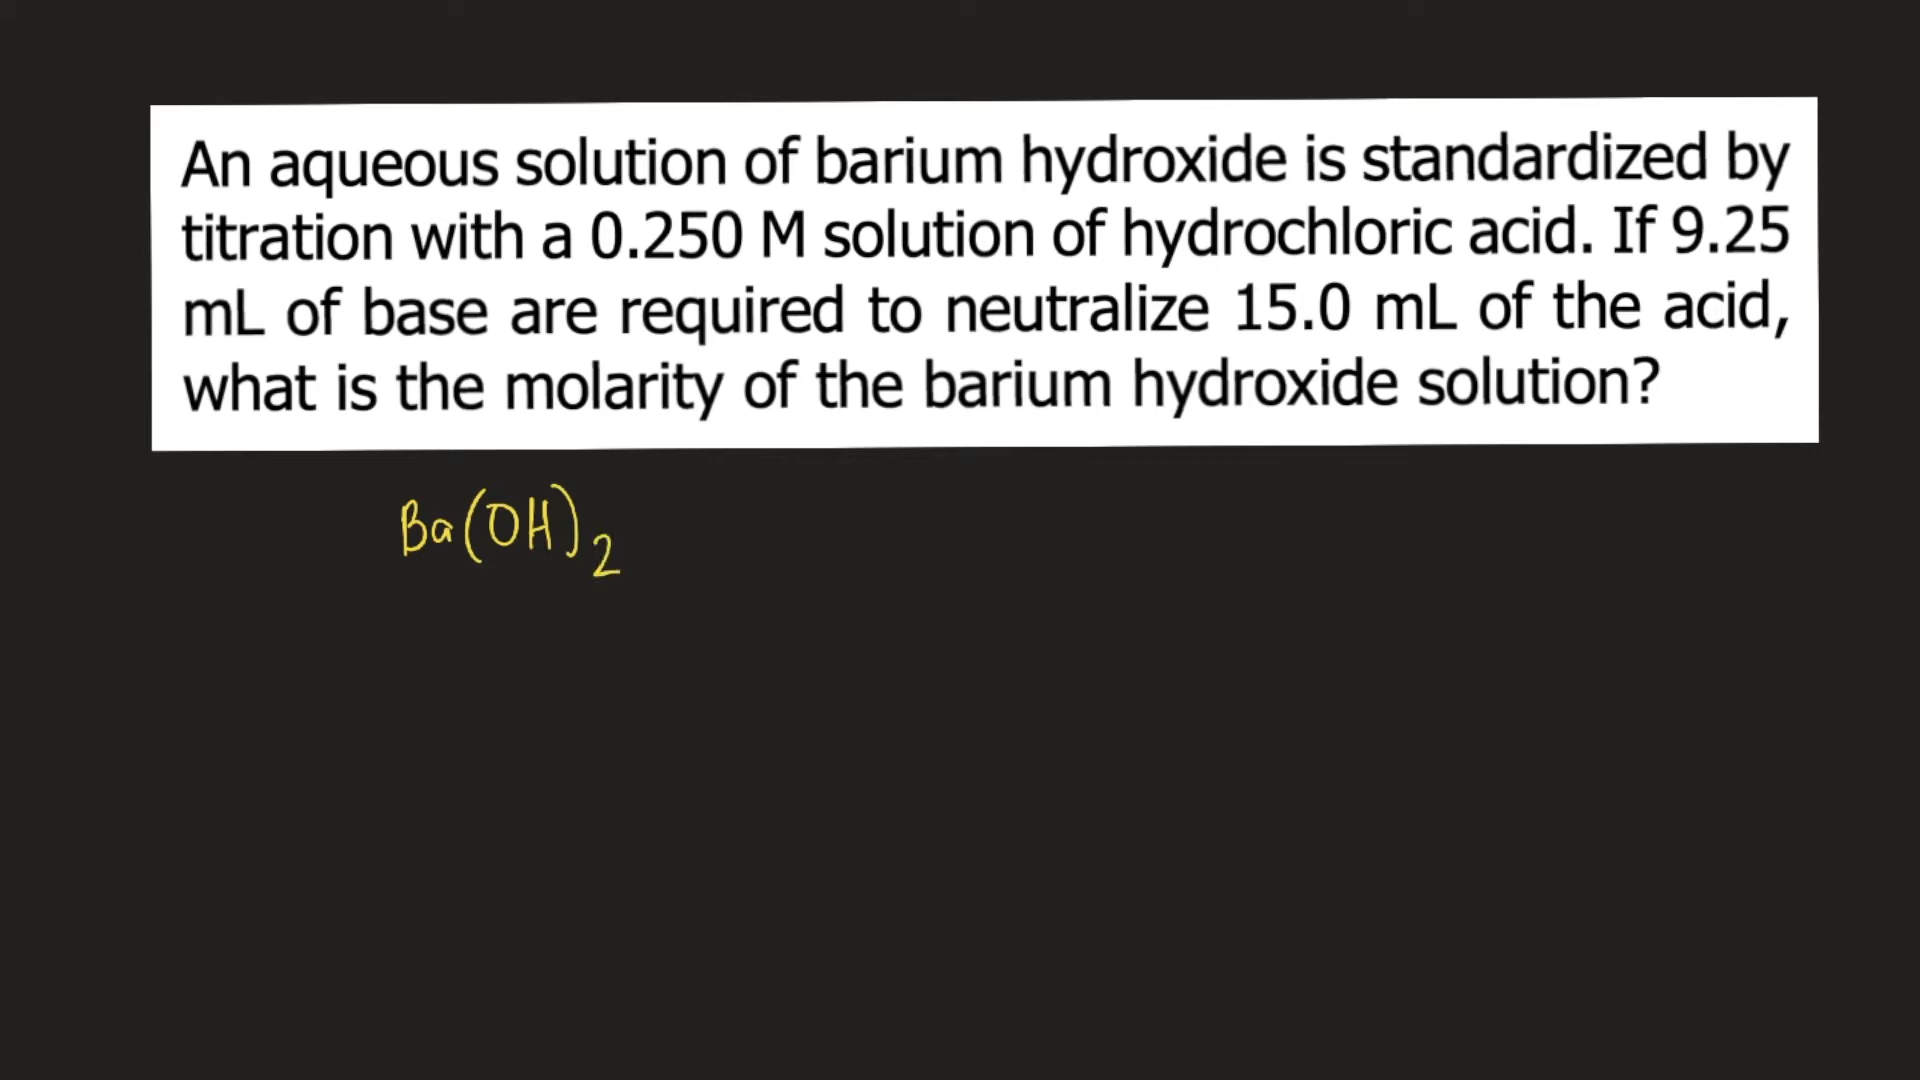 An aqueous solution of barium hydroxide is standardized by
titration with a 0.250 M solution of hydrochloric acid. If 9.25
mL of base are required to neutralize 15.0 mL of the acid,
what is the molarity of the barium hydroxide solution?
Ba(OH)₂